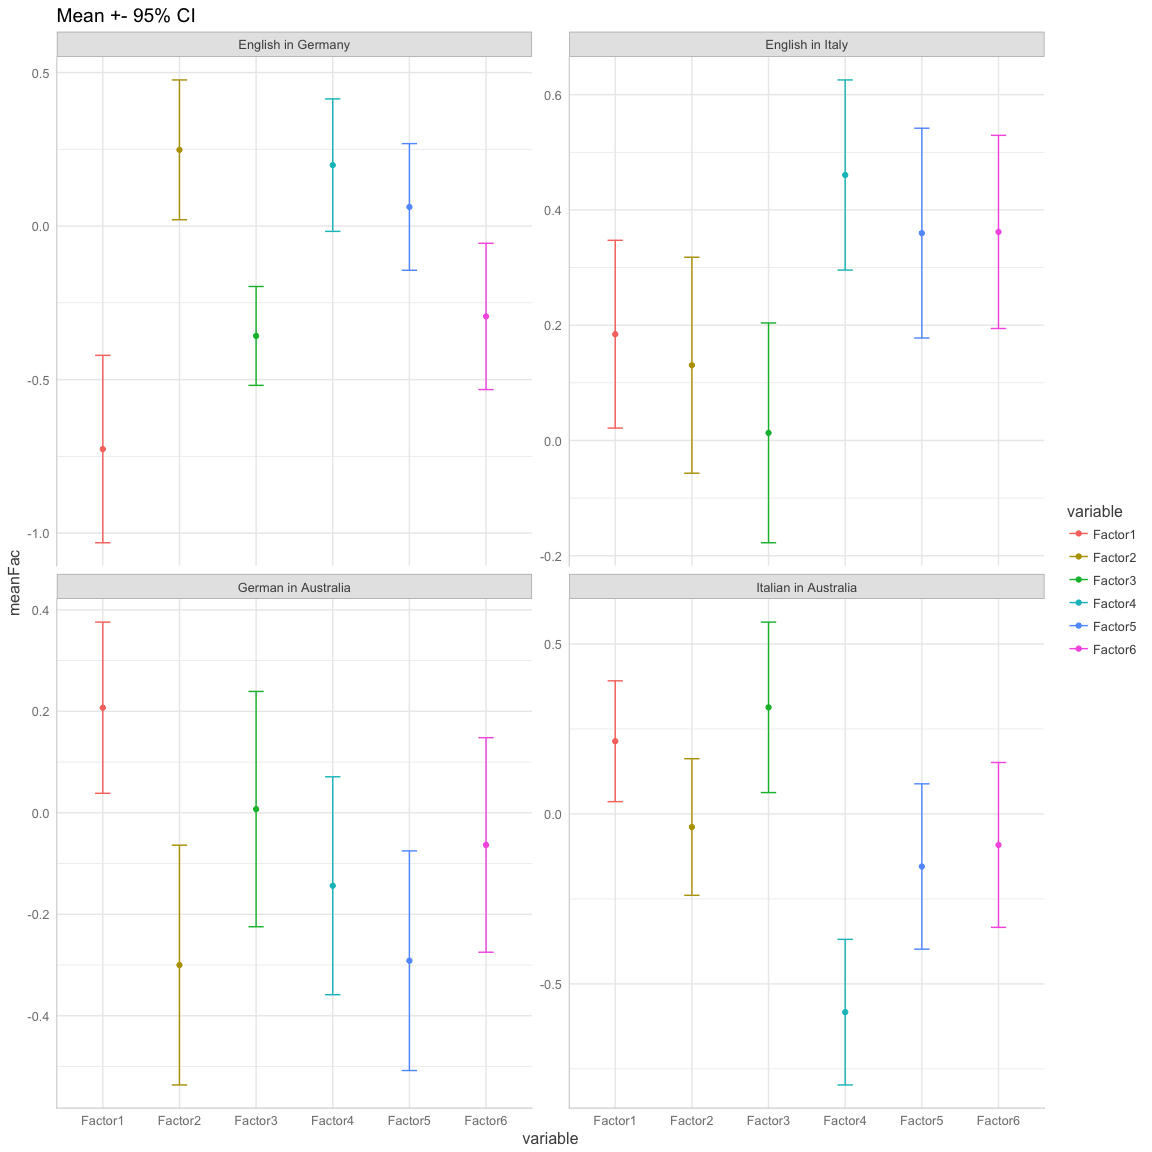 Mean +- 95% CI
English in Germany
English in Italy
0.5
0.0
-0.5
-1.0
0.6
0.4
0.2
0.0
-0.2
German in Australia
Italian in Australia
0.4
0.2
0.0
-0.2
-0.4
0.5
0.0
-0.5
meanFac
Factor1 Factor2 Factor3 Factor4 Factor5 Factor6
Factor1 Factor2 Factor3 Factor4 Factor5 Factor6
variable
variable
Factor1
Factor2
Factor3
Factor4
Factor5
Factor6